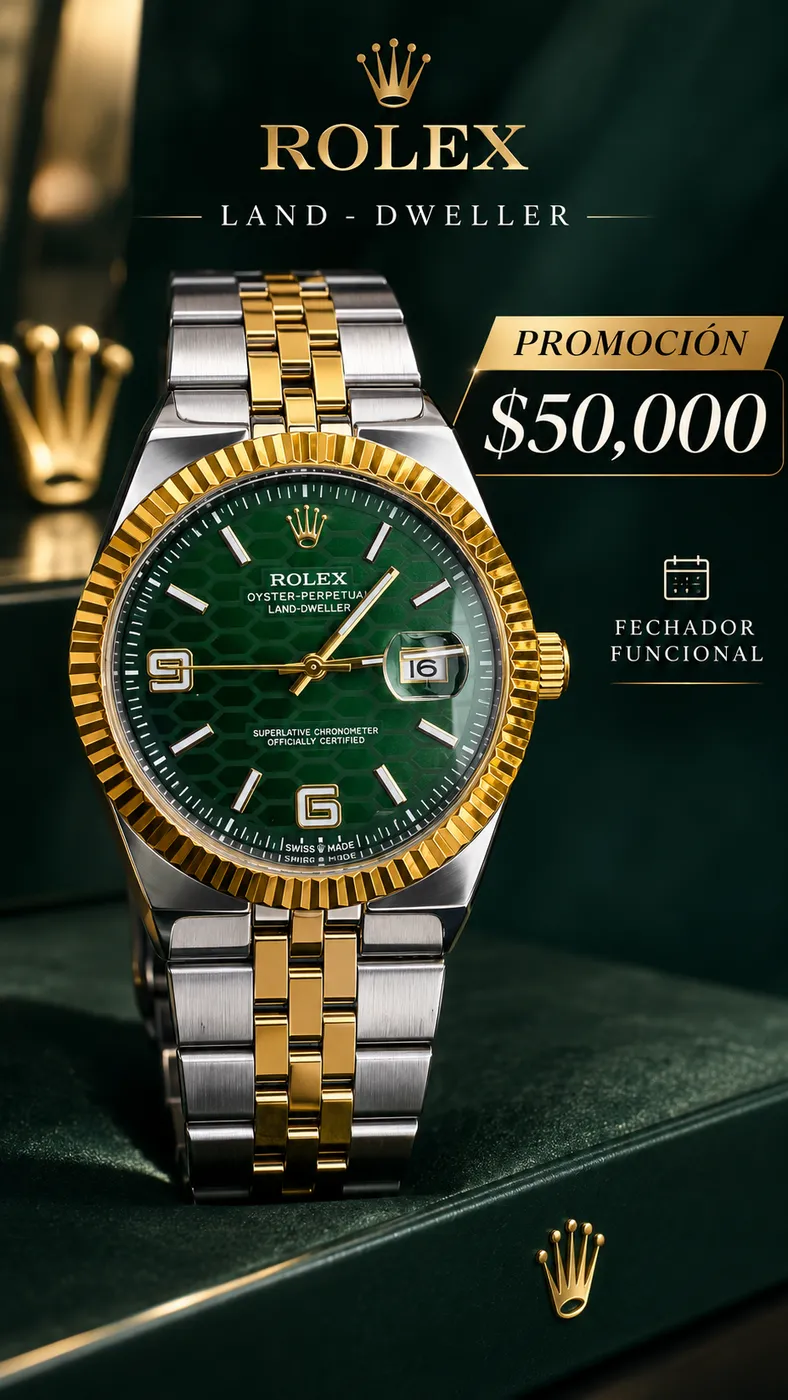 ROLEX
LAND - DWELLER
PROMOCIÓN
$50,000
ROLEX
OYSTER-PERPETUAL
LAND-DWELLER
FECHADOR
FUNCIONAL
9
16
SUPERLATIVE CHRONOMETER
OFFICIALLY CERTIFIED
6
SWISS MADE